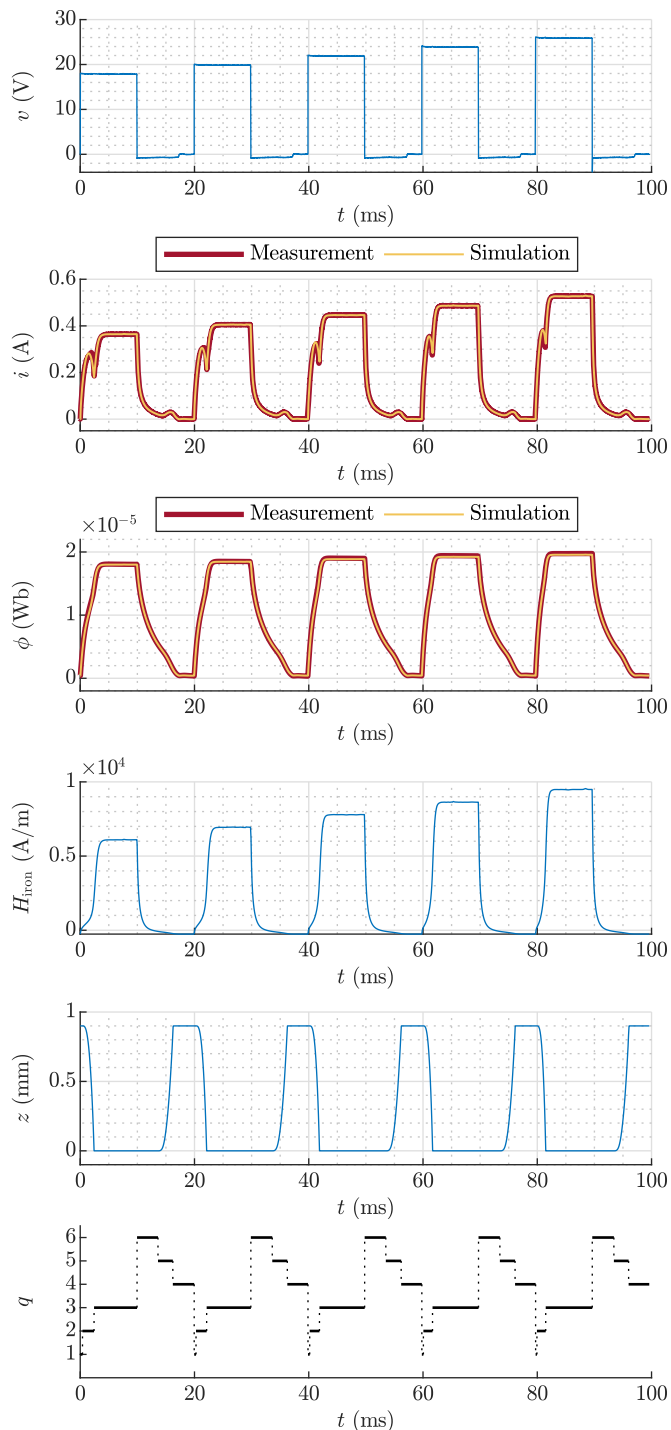 30
20
10
0
v (V)
0 20 40 60 80 100
t (ms)
Measurement Simulation
0.6
0.4
0.2
0
i (A)
0 20 40 60 80 100
t (ms)
Measurement Simulation
×10⁻⁵
2
1
0
ϕ (Wb)
0 20 40 60 80 100
t (ms)
×10⁴
1
0.5
0
H_iron (A/m)
0 20 40 60 80 100
t (ms)
1
0.5
0
z (mm)
0 20 40 60 80 100
t (ms)
6
5
4
3
2
1
q
0 20 40 60 80 100
t (ms)